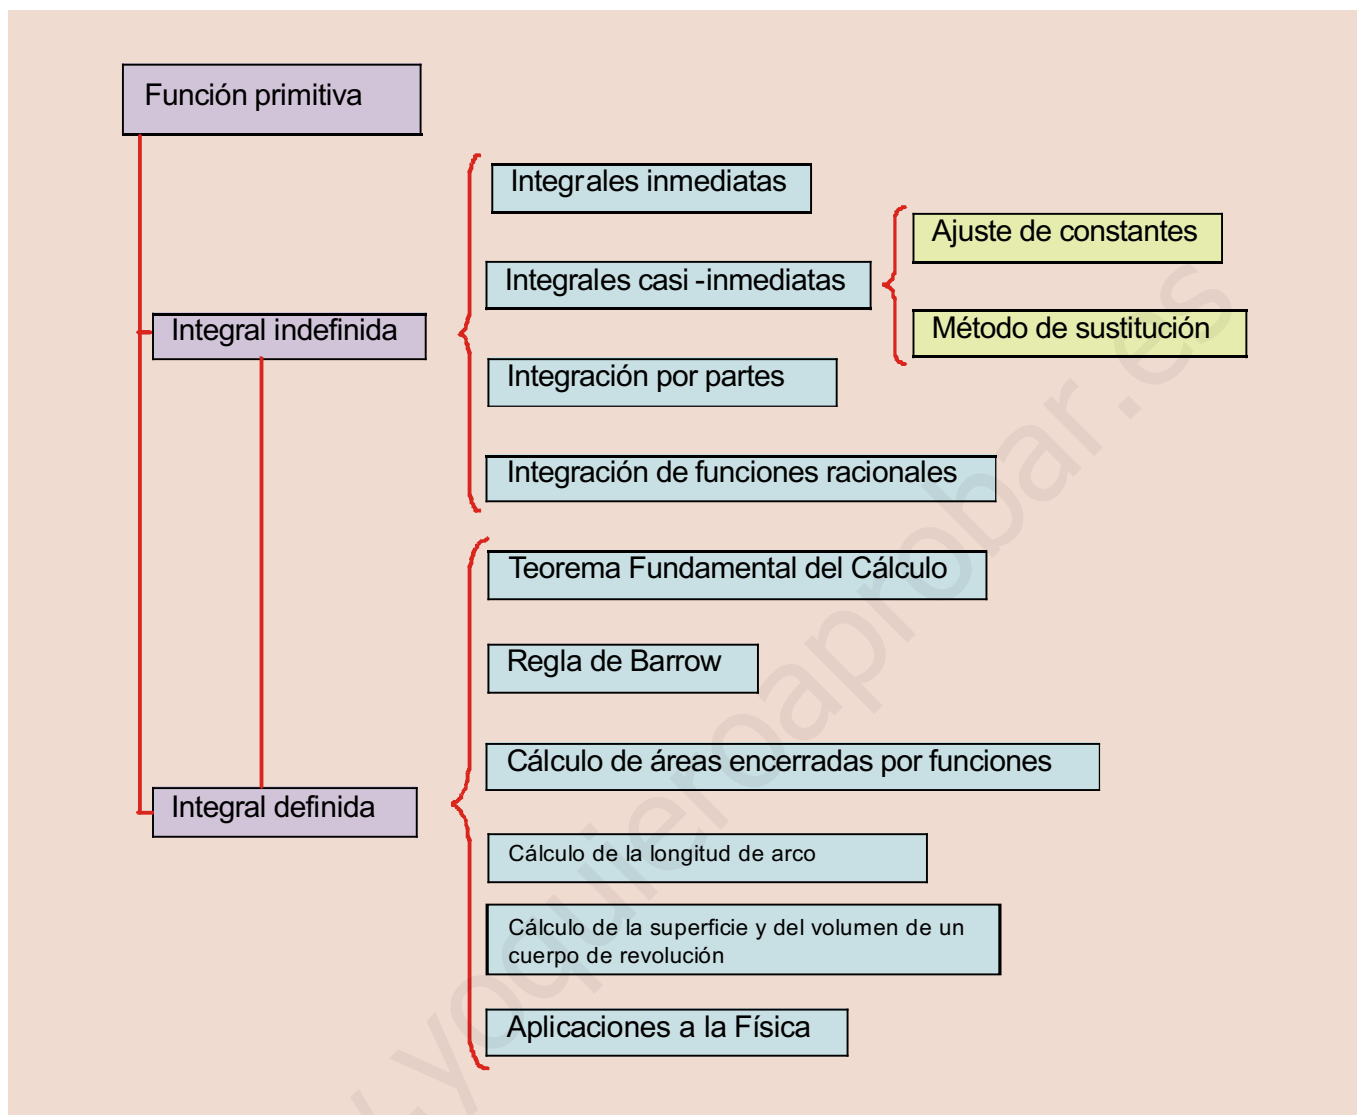 Función primitiva
Integrales inmediatas
Ajuste de constantes
Integrales casi -inmediatas
Integral indefinida
Método de sustitución
Integración por partes
Integración de funciones racionales
Teorema Fundamental del Cálculo
Regla de Barrow
Cálculo de áreas encerradas por funciones
Integral definida
Cálculo de la longitud de arco
Cálculo de la superficie y del volumen de un
cuerpo de revolución
Aplicaciones a la Física
.yoquieroaprobar.es